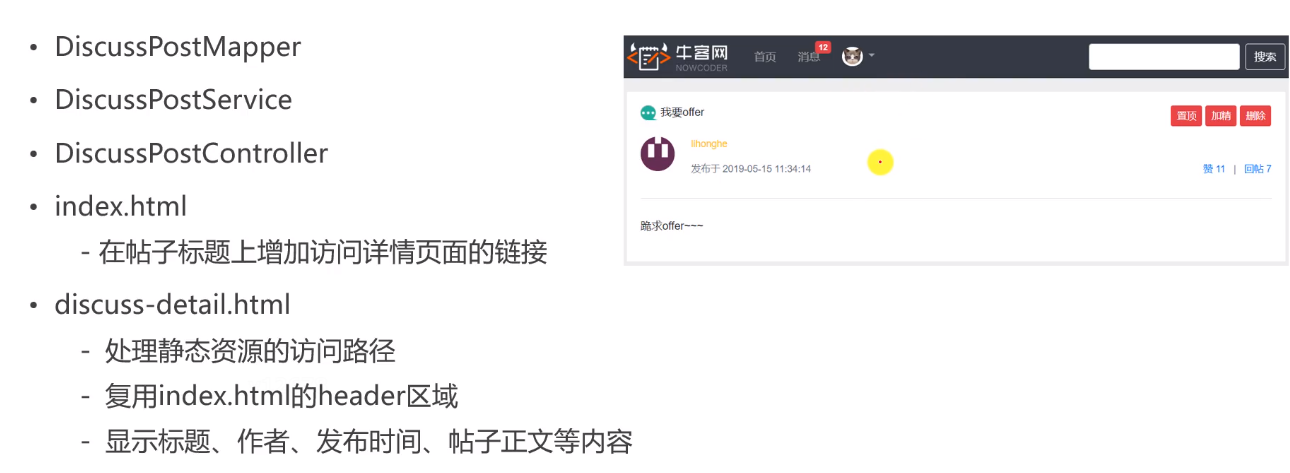 • DiscussPostMapper
• DiscussPostService
• DiscussPostController
• index.html
- 在帖子标题上增加访问详情页面的链接
• discuss-detail.html
- 处理静态资源的访问路径
- 复用index.html的header区域
- 显示标题、作者、发布时间、帖子正文等内容
牛客网
NOWCODER
首页 消息 12 搜索
我要offer 置顶 加精 删除
lihonghe
发布于 2019-05-15 11:34:14 赞 11 | 回帖 7
跪求offer~~~